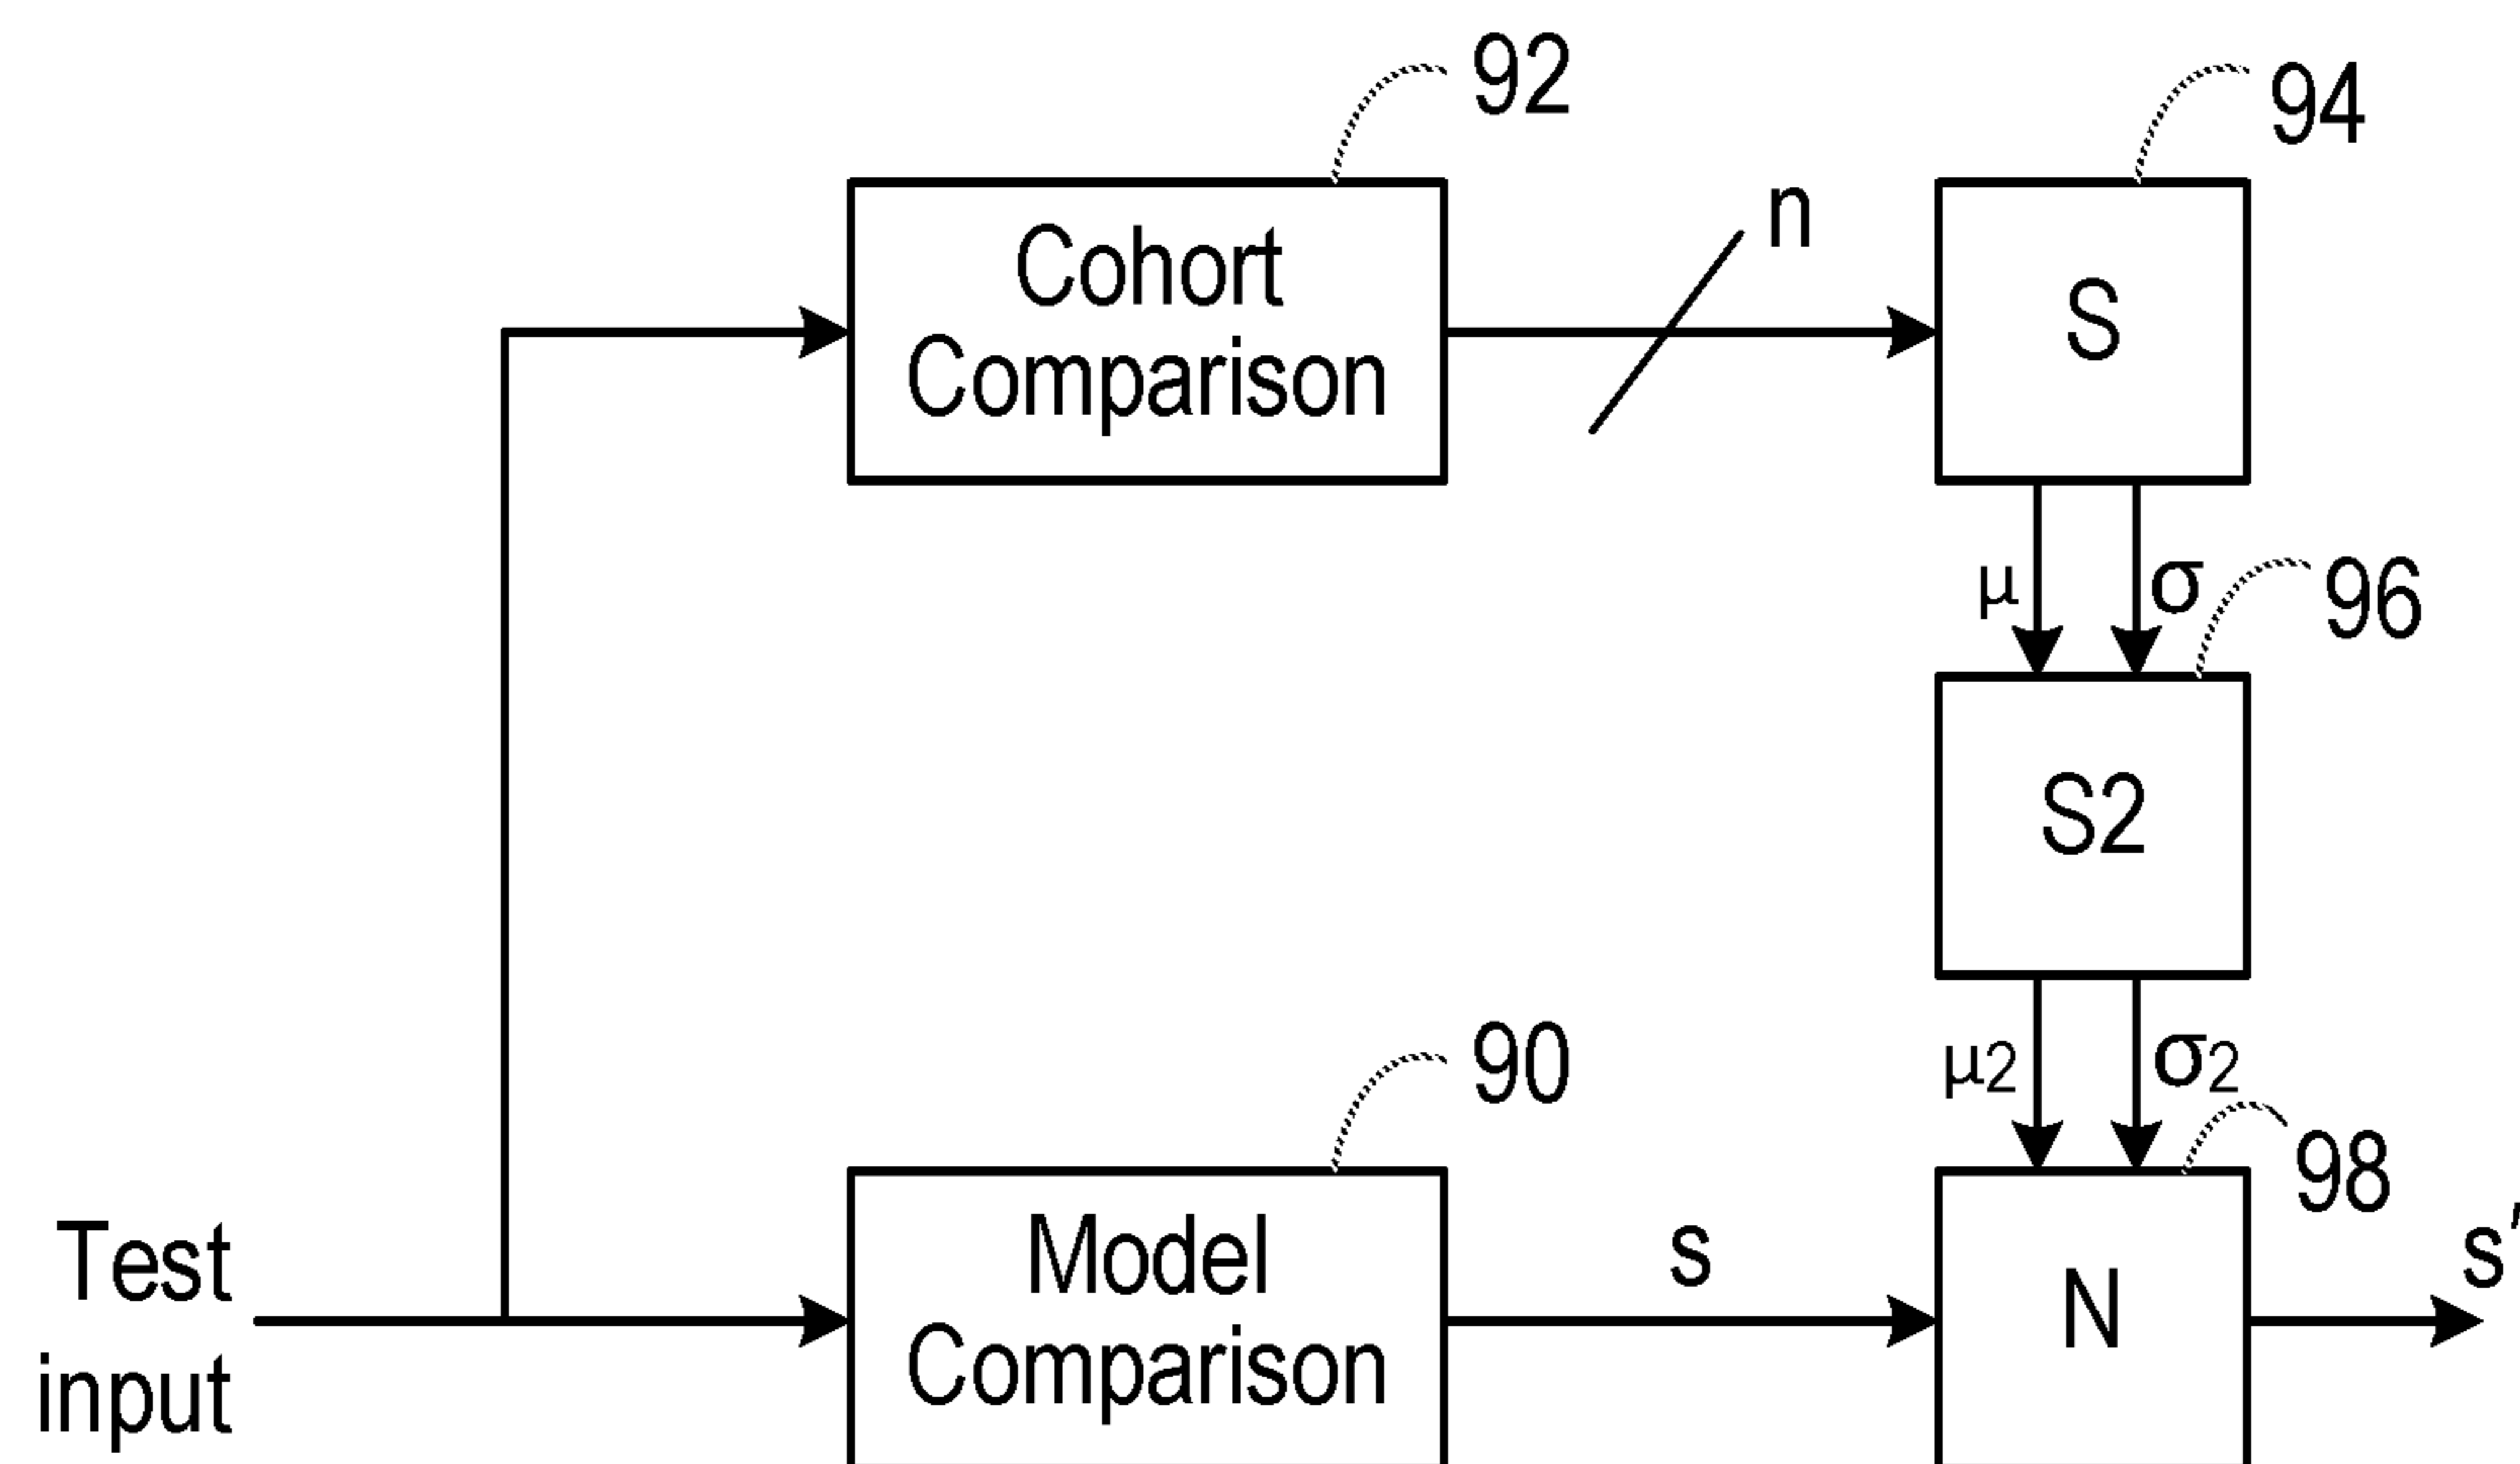 92
94
n
Cohort
Comparison
S
μ
σ
96
S2
90
μ2
σ2
98
Test
input
Model
Comparison
s
N
s'